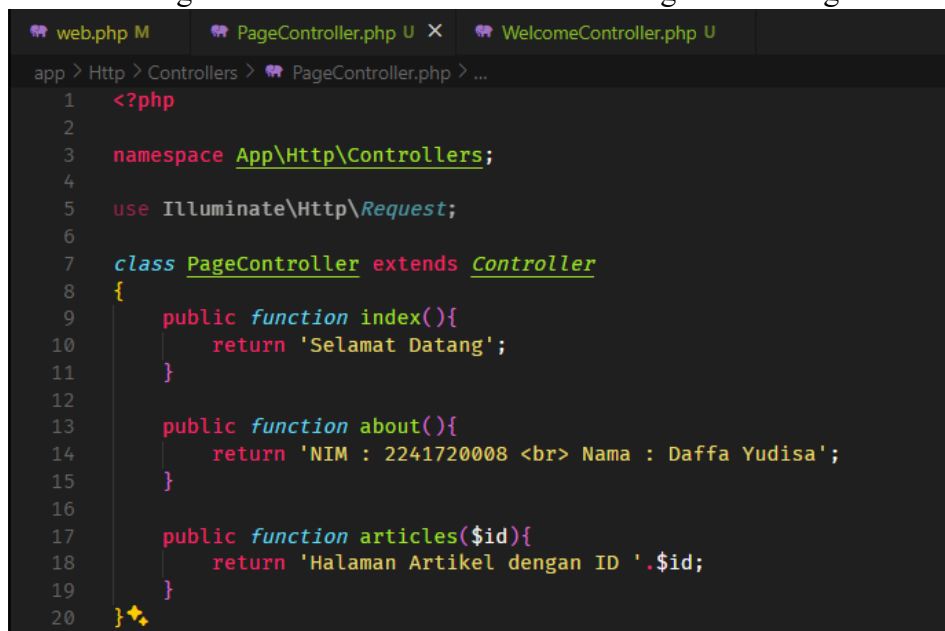 web.php M PageController.php U × WelcomeController.php U
app > Http > Controllers > PageController.php > ...
1 <?php
2
3 namespace App\Http\Controllers;
4
5 use Illuminate\Http\Request;
6
7 class PageController extends Controller
8 {
9 public function index(){
10 return 'Selamat Datang';
11 }
12
13 public function about(){
14 return 'NIM : 2241720008 <br> Nama : Daffa Yudisa';
15 }
16
17 public function articles($id){
18 return 'Halaman Artikel dengan ID '.$id;
19 }
20 }